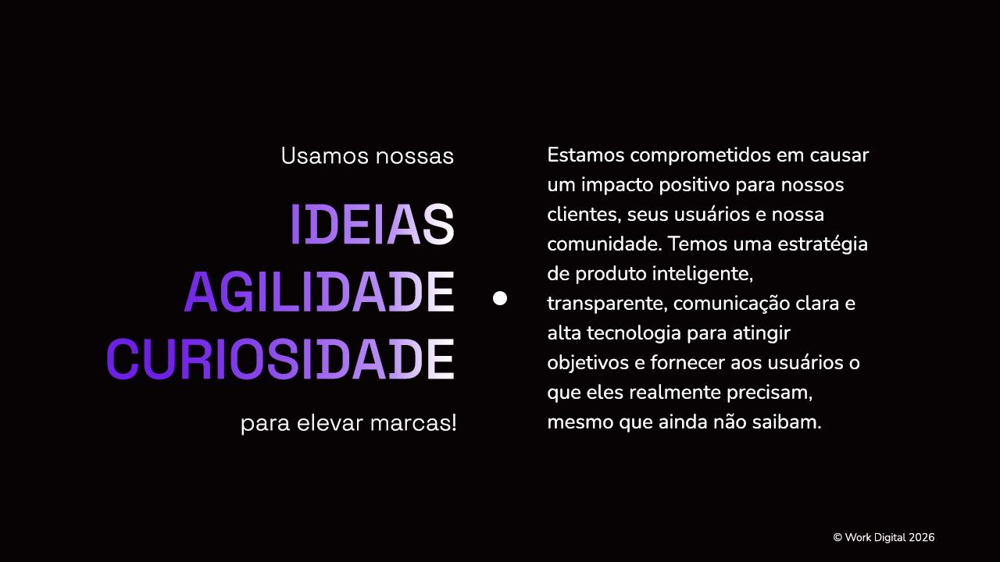 Usamos nossas
IDEIAS
AGILIDADE
CURIOSIDADE
para elevar marcas!
Estamos comprometidos em causar
um impacto positivo para nossos
clientes, seus usuários e nossa
comunidade. Temos uma estratégia
de produto inteligente,
transparente, comunicação clara e
alta tecnologia para atingir
objetivos e fornecer aos usuários o
que eles realmente precisam,
mesmo que ainda não saibam.
© Work Digital 2026